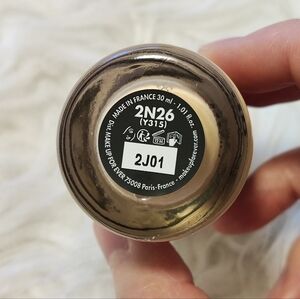 MADE IN FRANCE 30 ml - 1.01 fl.oz.
2N26
(Y315)
2J01
Dist. MAKE UP FOR EVER 75008 Paris-France - makeupforever.com